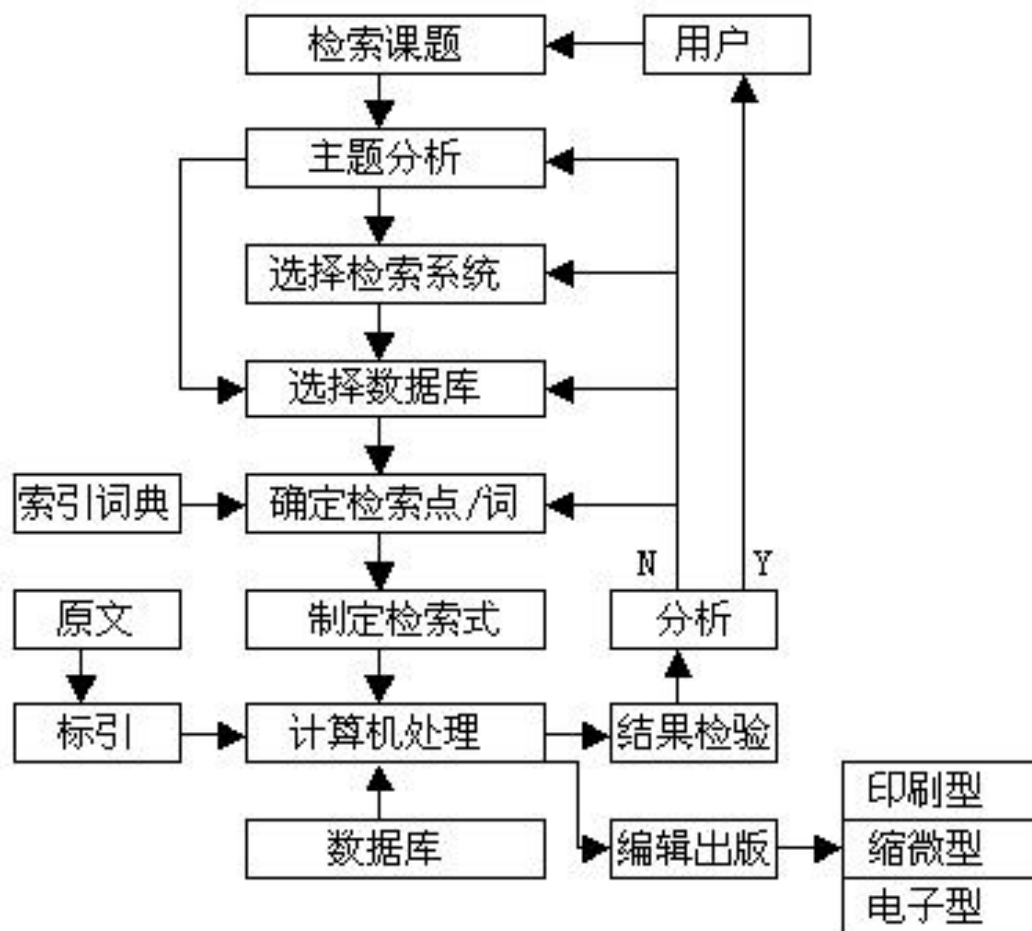 检索课题
用户
主题分析
选择检索系统
选择数据库
索引词典
确定检索点/词
N
Y
原文
制定检索式
分析
标引
计算机处理
结果检验
印刷型
数据库
编辑出版
缩微型
电子型